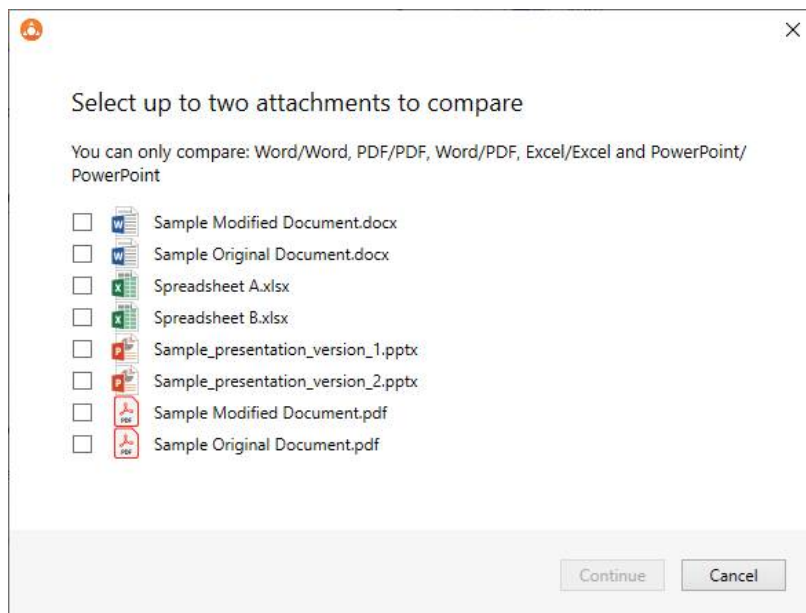 Select up to two attachments to compare
You can only compare: Word/Word, PDF/PDF, Word/PDF, Excel/Excel and PowerPoint/
PowerPoint
W Sample Modified Document.docx
W Sample Original Document.docx
X Spreadsheet A.xlsx
X Spreadsheet B.xlsx
P Sample_presentation_version_1.pptx
P Sample_presentation_version_2.pptx
PDF Sample Modified Document.pdf
PDF Sample Original Document.pdf
Continue Cancel